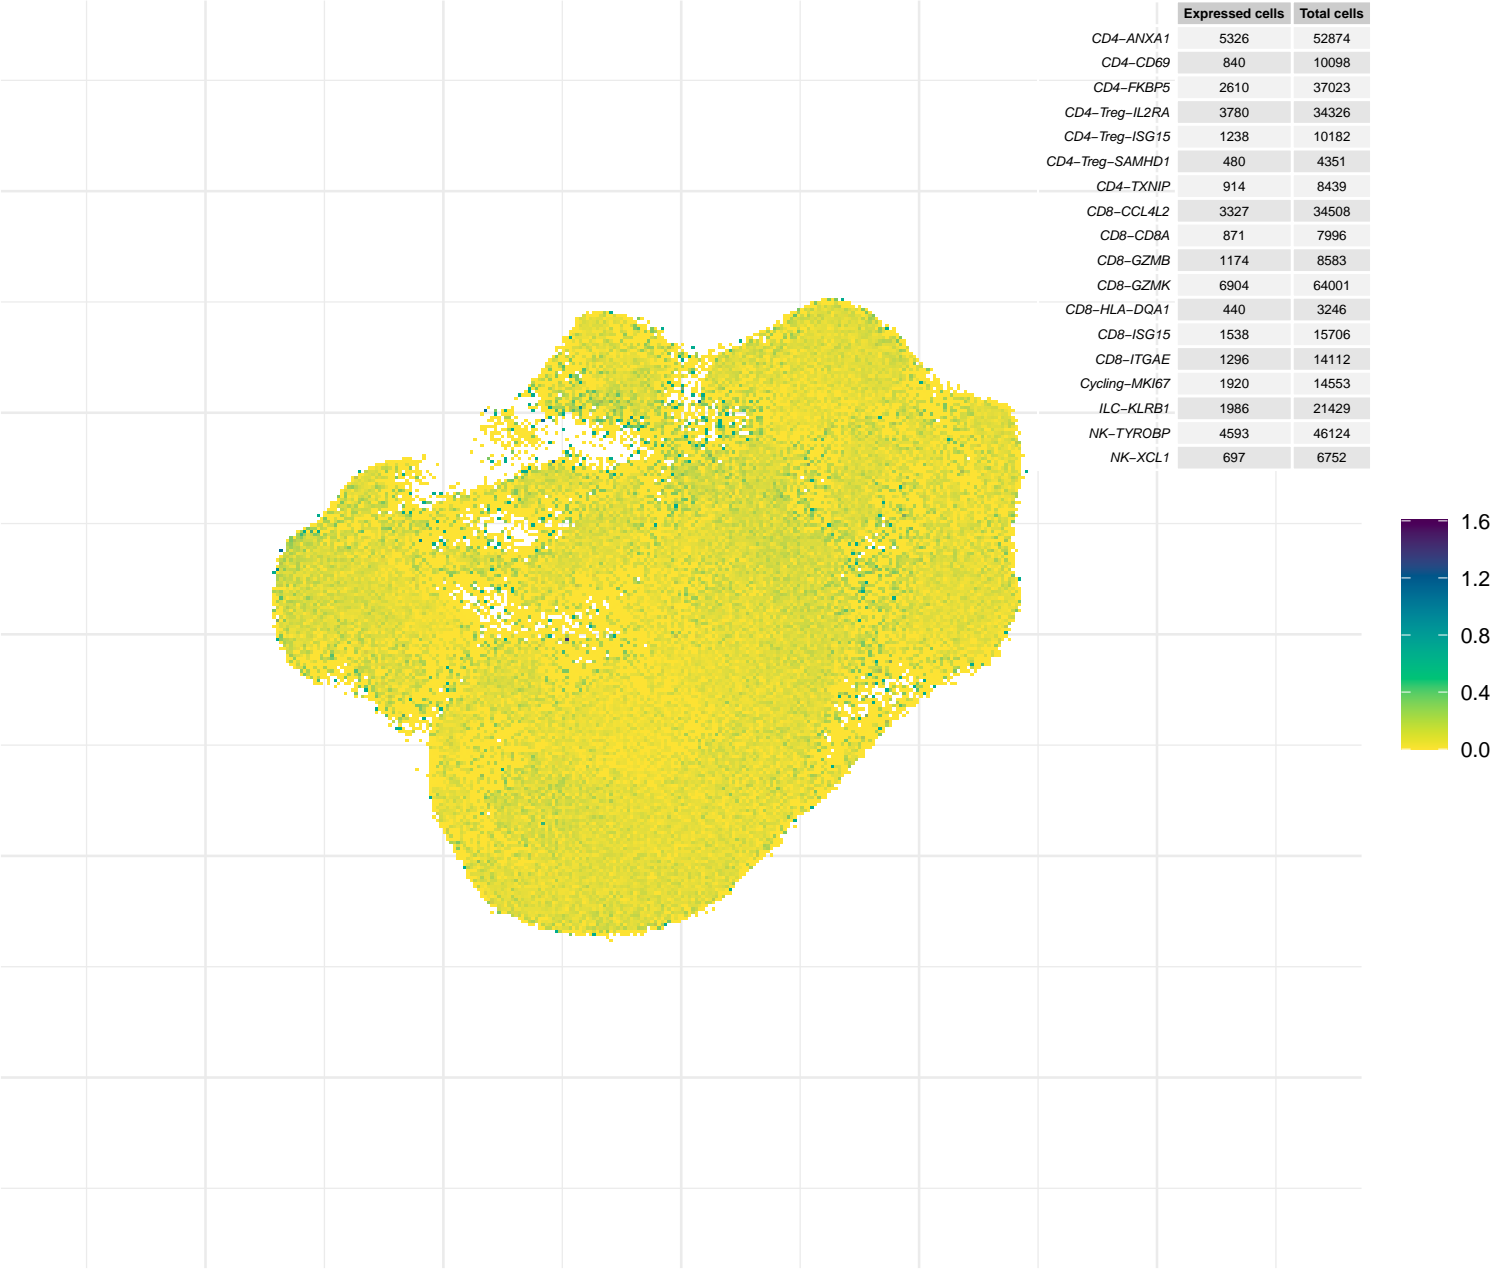 Expressed cells Total cells
CD4−ANXA1 5326 52874
CD4−CD69 840 10098
CD4−FKBP5 2610 37023
CD4−Treg−IL2RA 3780 34326
CD4−Treg−ISG15 1238 10182
CD4−Treg−SAMHD1 480 4351
CD4−TXNIP 914 8439
CD8−CCL4L2 3327 34508
CD8−CD8A 871 7996
CD8−GZMB 1174 8583
CD8−GZMK 6904 64001
CD8−HLA−DQA1 440 3246
CD8−ISG15 1538 15706
CD8−ITGAE 1296 14112
Cycling−MKI67 1920 14553
ILC−KLRB1 1986 21429
NK−TYROBP 4593 46124
NK−XCL1 697 6752
1.6
1.2
0.8
0.4
0.0